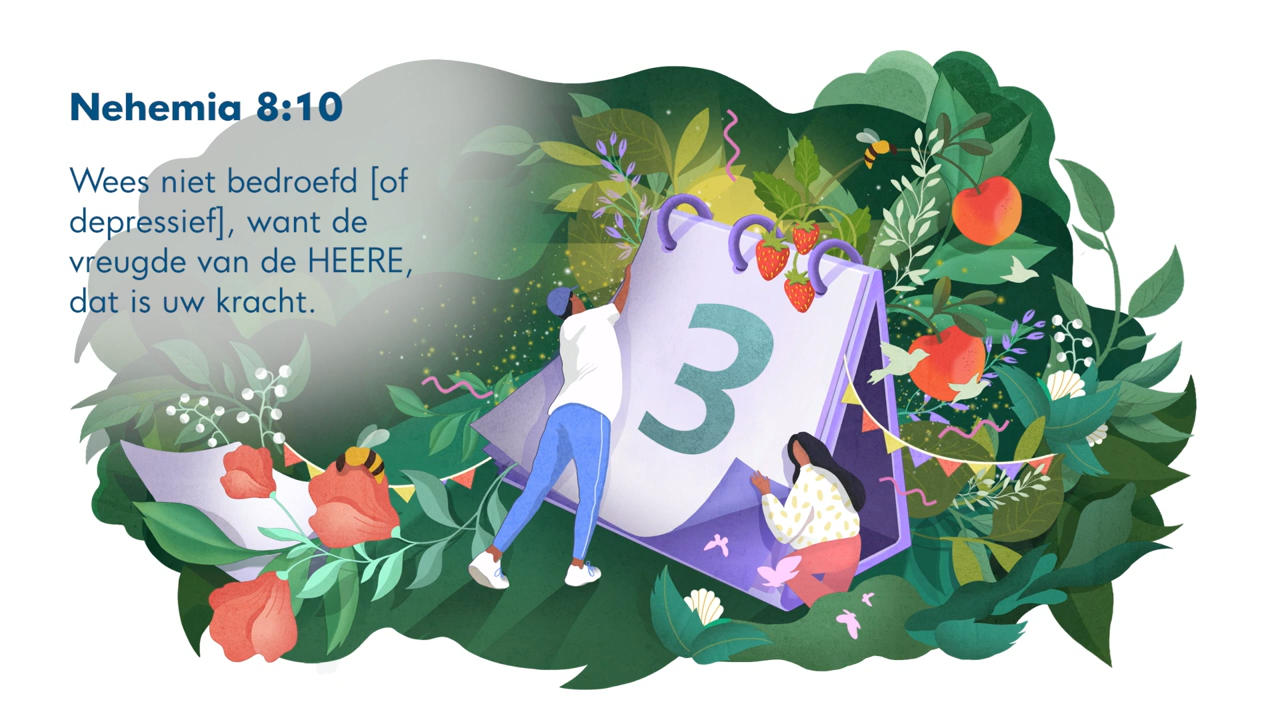 Nehemia 8:10
Wees niet bedroefd [of
depressief], want de
vreugde van de HEERE,
dat is uw kracht.
3